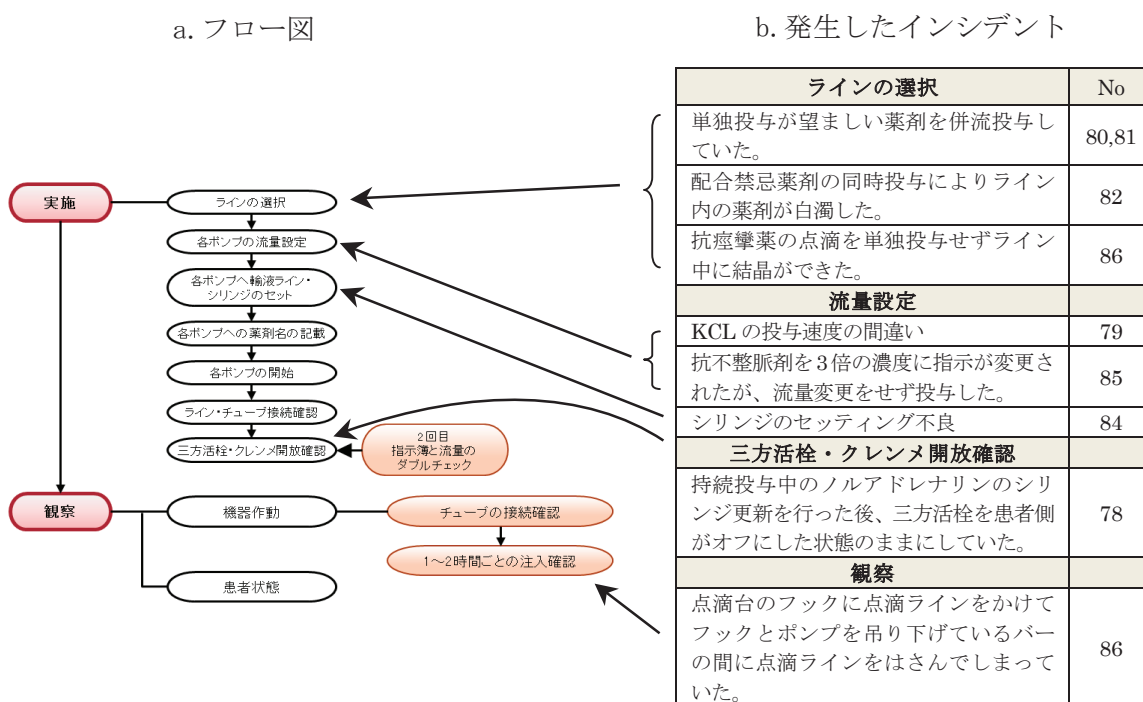 a. フロー図
実施
ラインの選択
各ポンプの流量設定
各ポンプへ輸液ライン・
シリンジのセット
各ポンプへの薬剤名の記載
各ポンプの開始
ライン・チューブ接続確認
三方活栓・クレンメ開放確認
2回目
指示簿と流量の
ダブルチェック
観察
機器作動
チューブの接続確認
1～2時間ごとの注入確認
患者状態
b. 発生したインシデント
ラインの選択 No
単独投与が望ましい薬剤を併流投与し
ていた。
80,81
配合禁忌薬剤の同時投与によりライン
内の薬剤が白濁した。
82
抗痙攣薬の点滴を単独投与せずライン
中に結晶ができた。
86
流量設定
KCL の投与速度の間違い 79
抗不整脈剤を3倍の濃度に指示が変更さ
れたが、流量変更をせず投与した。
85
シリンジのセッティング不良 84
三方活栓・クレンメ開放確認
持続投与中のノルアドレナリンのシリ
ンジ更新を行った後、三方活栓を患者側
がオフにした状態のままにしていた。
78
観察
点滴台のフックに点滴ラインをかけて
フックとポンプを吊り下げているバー
の間に点滴ラインをはさんでしまって
いた。
86